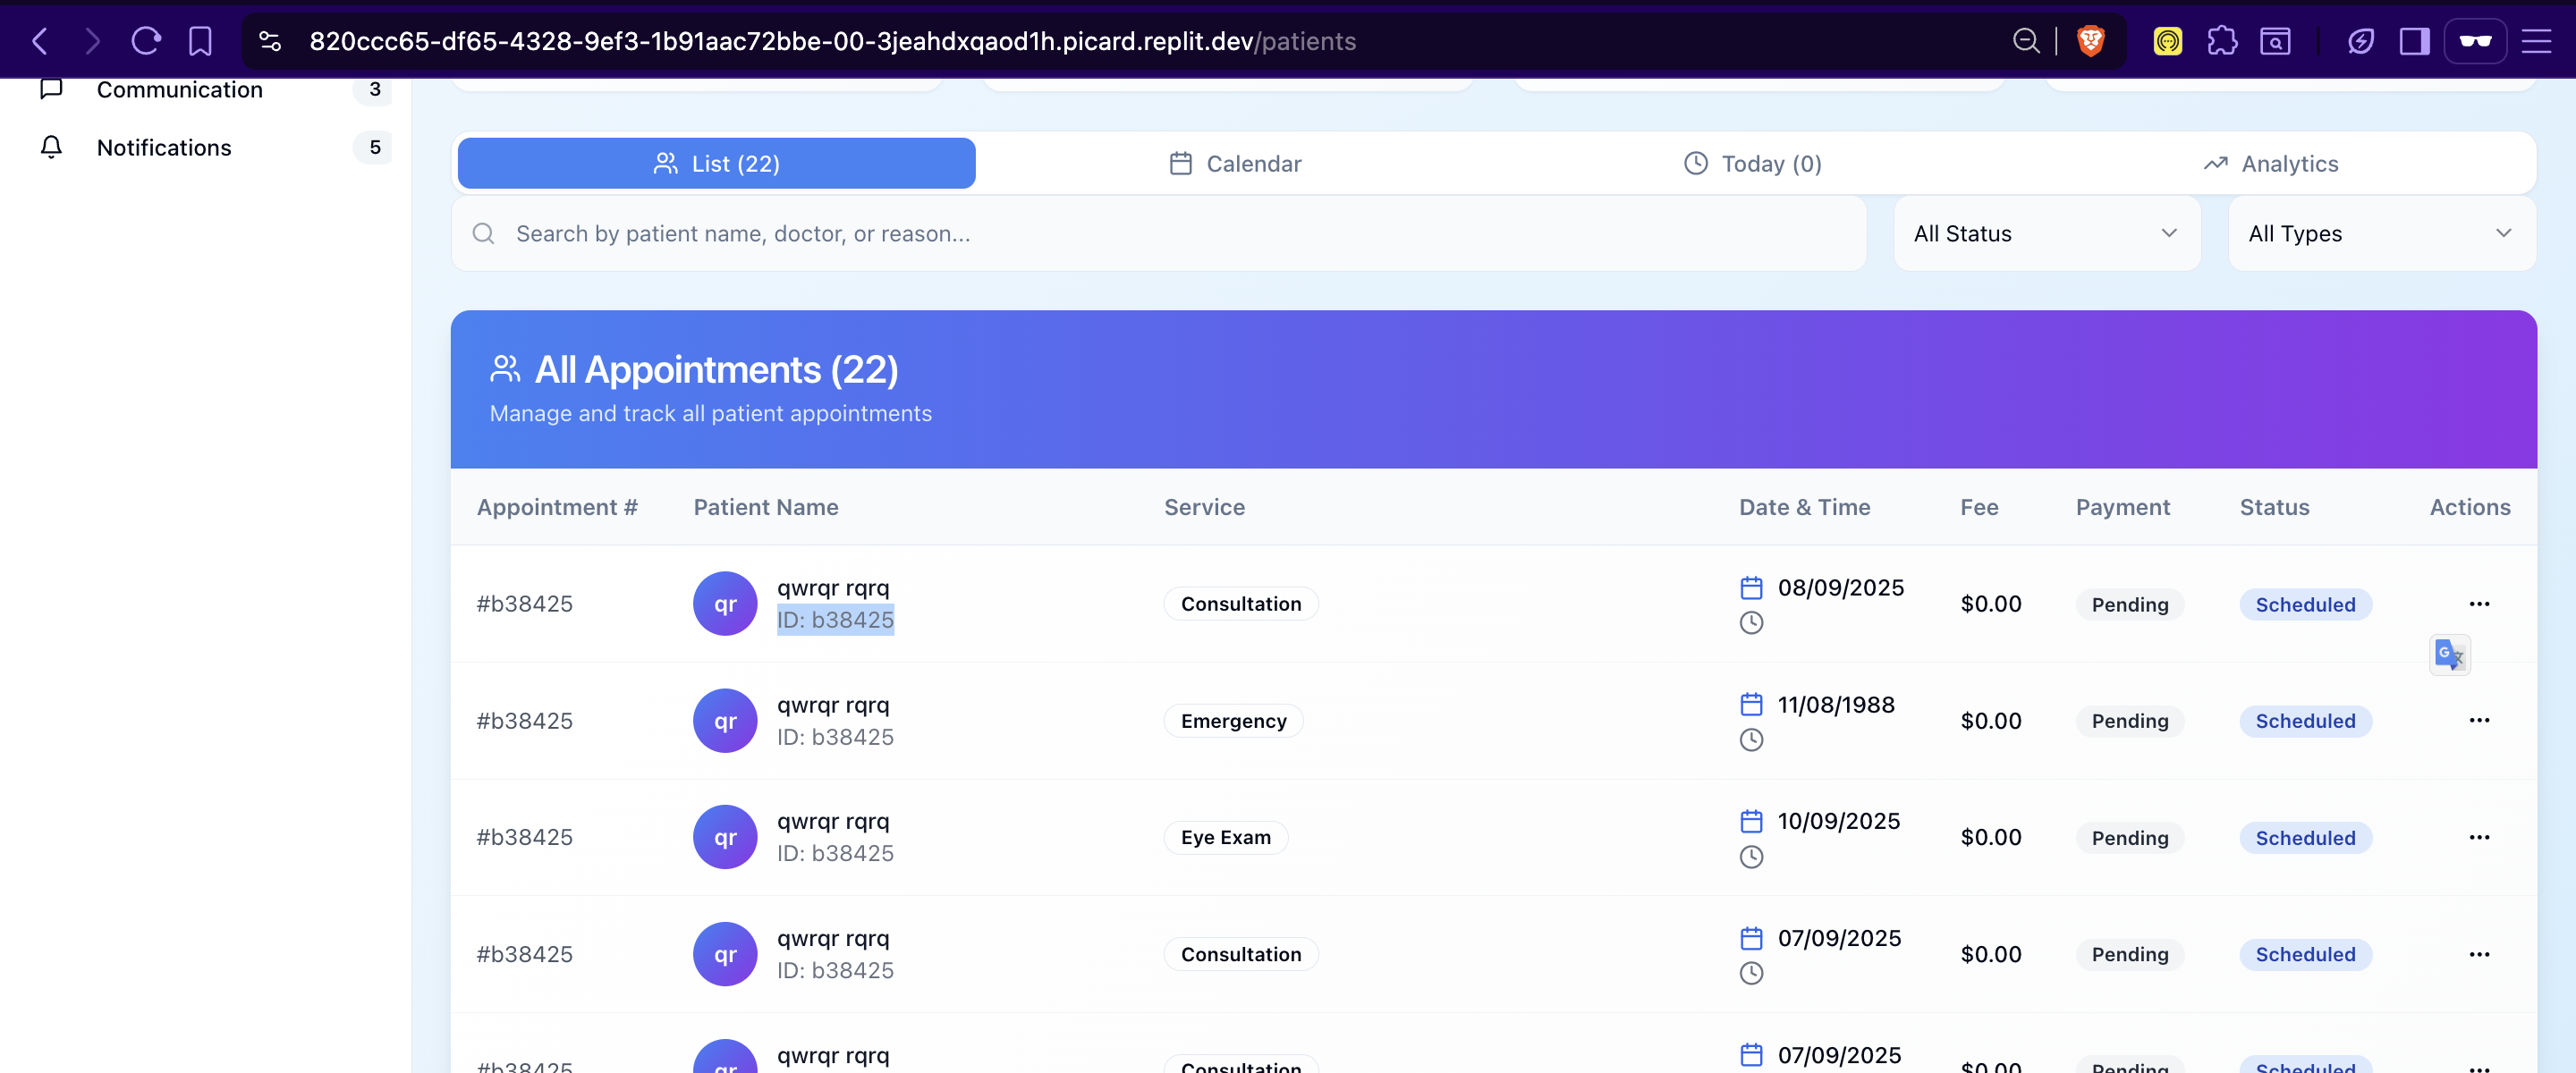 820ccc65-df65-4328-9ef3-1b91aac72bbe-00-3jeahdxqaod1h.picard.replit.dev/patients
Communication 3
Notifications 5
List (22) Calendar Today (0) Analytics
Search by patient name, doctor, or reason... All Status All Types
All Appointments (22)
Manage and track all patient appointments
Appointment # Patient Name Service Date & Time Fee Payment Status Actions
#b38425 qr qwrqr rqrq Consultation 08/09/2025 $0.00 Pending Scheduled
ID: b38425
#b38425 qr qwrqr rqrq Emergency 11/08/1988 $0.00 Pending Scheduled
ID: b38425
#b38425 qr qwrqr rqrq Eye Exam 10/09/2025 $0.00 Pending Scheduled
ID: b38425
#b38425 qr qwrqr rqrq Consultation 07/09/2025 $0.00 Pending Scheduled
ID: b38425
#b38425 qr qwrqr rqrq Consultation 07/09/2025 $0.00 Pending Scheduled